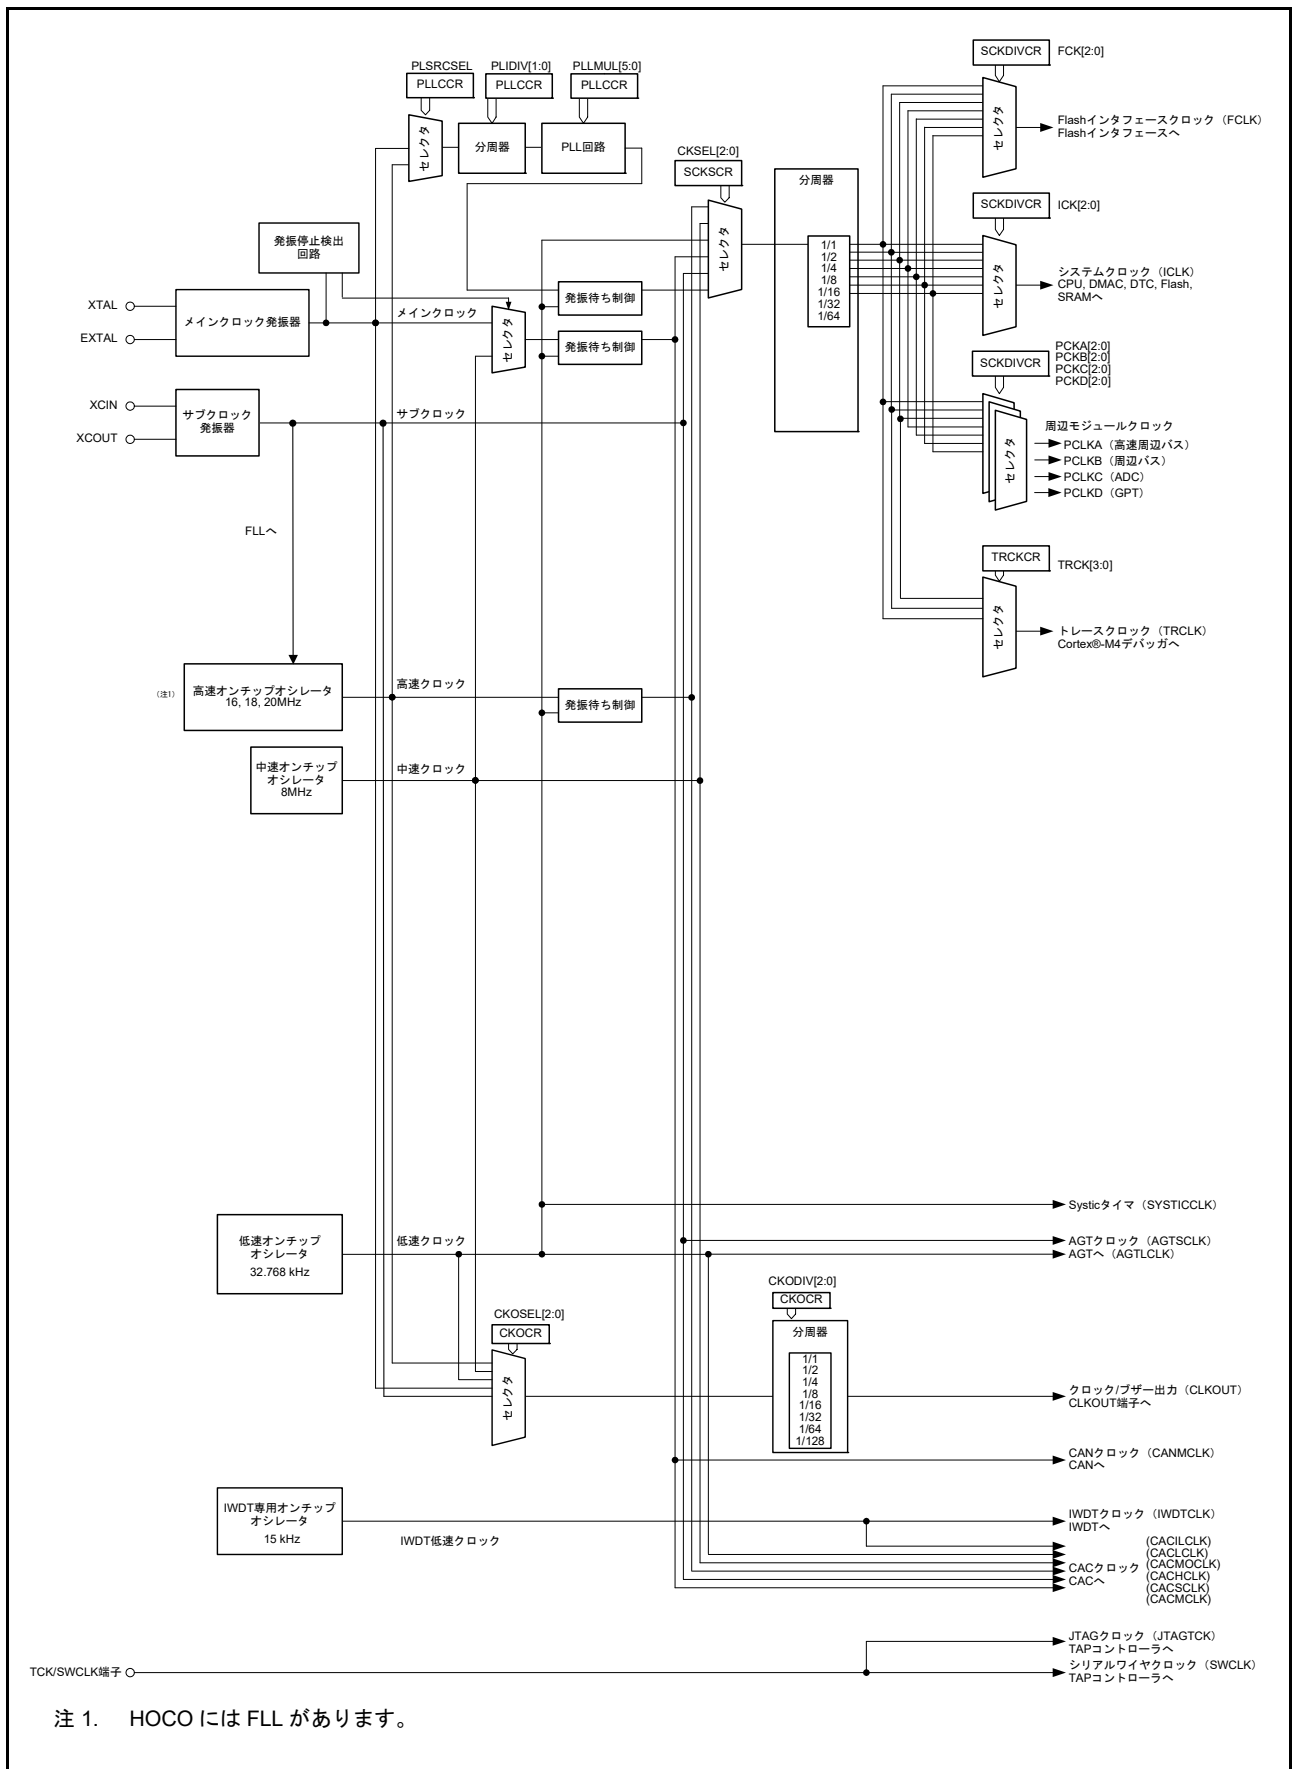 PLSRCSEL
PLLCCR
PLIDIV[1:0]
PLLCCR
PLLMUL[5:0]
PLLCCR
セレクタ
分周器
PLL回路
CKSEL[2:0]
SCKSCR
セレクタ
分周器
1/1
1/2
1/4
1/8
1/16
1/32
1/64
SCKDIVCR
FCK[2:0]
セレクタ
Flashインタフェースクロック（FCLK）
Flashインタフェースへ
SCKDIVCR
ICK[2:0]
セレクタ
システムクロック（ICLK）
CPU, DMAC, DTC, Flash,
SRAMへ
SCKDIVCR
PCKA[2:0]
PCKB[2:0]
PCKC[2:0]
PCKD[2:0]
セレクタ
周辺モジュールクロック
PCLKA（高速周辺バス）
PCLKB（周辺バス）
PCLKC（ADC）
PCLKD（GPT）
TRCKCR
TRCK[3:0]
セレクタ
トレースクロック（TRCLK）
Cortex®-M4デバッガへ
発振停止検出
回路
XTAL
EXTAL
メインクロック発振器
メインクロック
セレクタ
発振待ち制御
発振待ち制御
XCIN
XCOUT
サブクロック
発振器
サブクロック
FLLへ
（注1）
高速オンチップオシレータ
16, 18, 20MHz
高速クロック
発振待ち制御
中速オンチップ
オシレータ
8MHz
中速クロック
低速オンチップ
オシレータ
32.768 kHz
低速クロック
Systicタイマ（SYSTICCLK）
AGTクロック（AGTSCLK）
AGTへ（AGTLCLK）
CKOSEL[2:0]
CKOCR
セレクタ
CKODIV[2:0]
CKOCR
分周器
1/1
1/2
1/4
1/8
1/16
1/32
1/64
1/128
クロック/ブザー出力（CLKOUT）
CLKOUT端子へ
CANクロック（CANMCLK）
CANへ
IWDT専用オンチップ
オシレータ
15 kHz
IWDT低速クロック
IWDTクロック（IWDTCLK）
IWDTへ
CACクロック
CACへ
(CACILCLK)
(CACLCLK)
(CACMOCLK)
(CACHCLK)
(CACSCLK)
(CACMCLK)
TCK/SWCLK端子
JTAGクロック（JTAGTCK）
TAPコントローラへ
シリアルワイヤクロック（SWCLK）
TAPコントローラへ
注 1. HOCO には FLL があります。